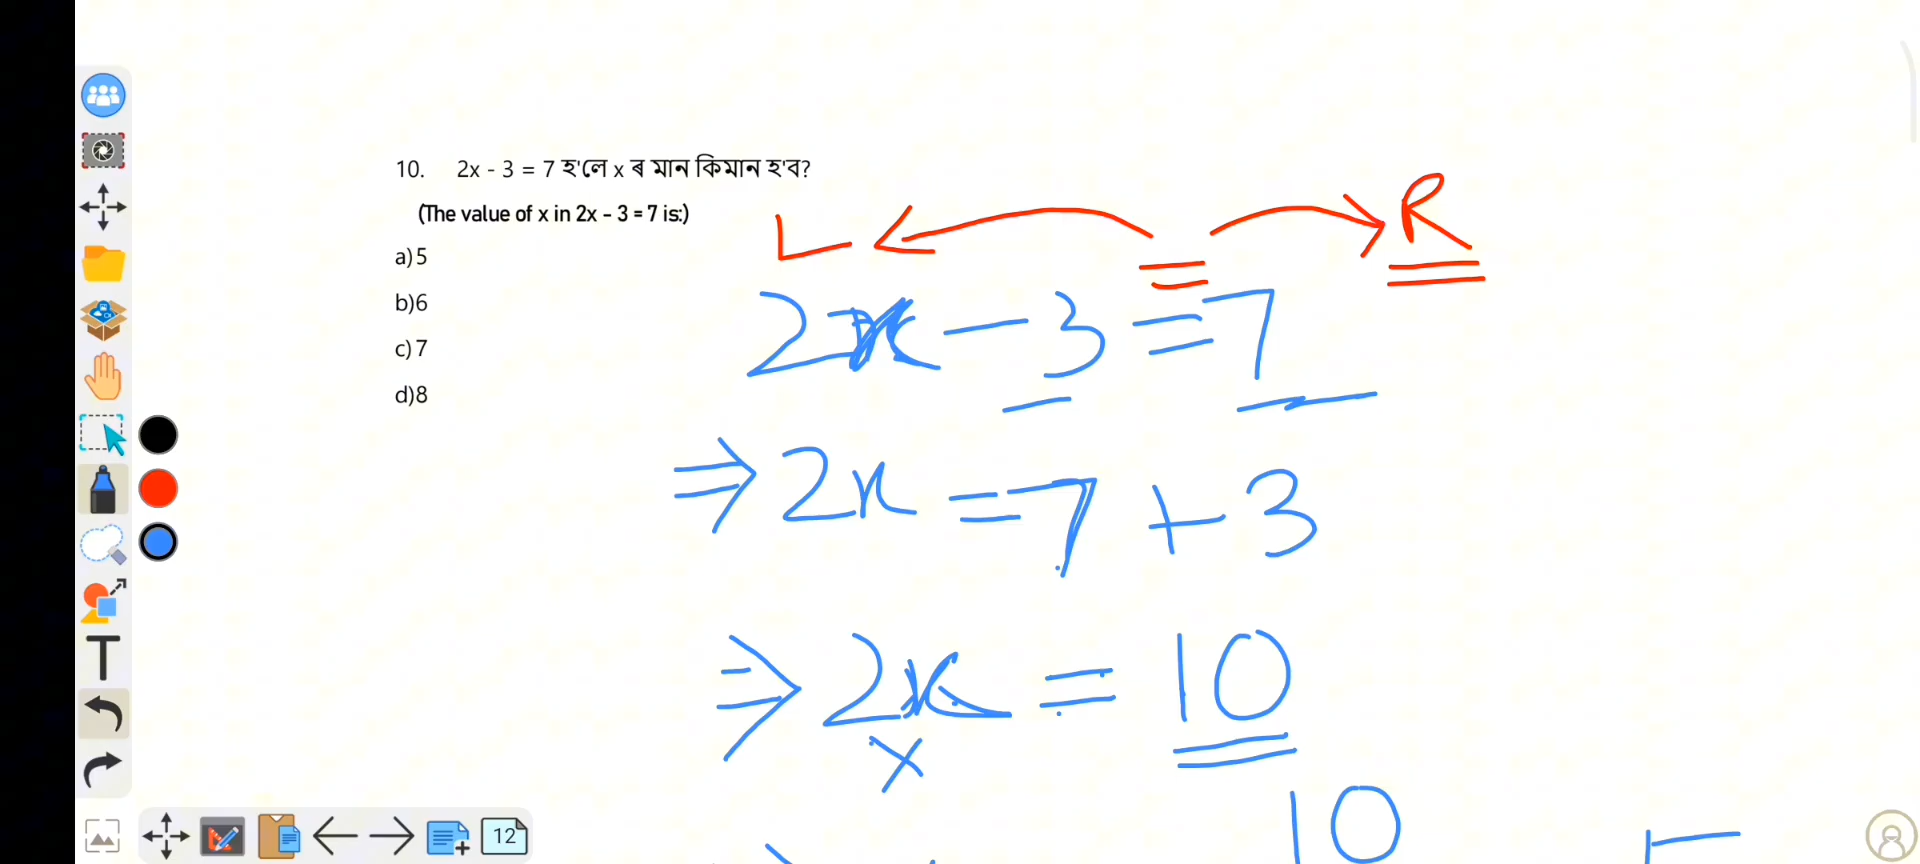 10. 2x - 3 = 7 হ'লে x ৰ মান কিমান হ'ব?
(The value of x in 2x – 3 = 7 is:)
a) 5
b) 6
c) 7
d) 8
L = R
2x - 3 = 7
⇒ 2x = 7 + 3
⇒ 2x = 10
x
10
T
12